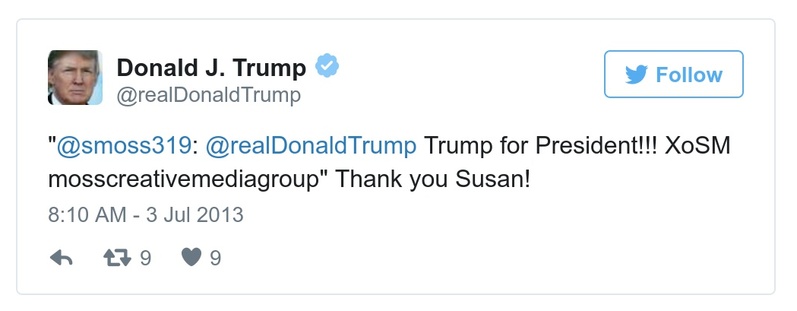 Donald J. Trump
@realDonaldTrump
Follow
"@smoss319: @realDonaldTrump Trump for President!!! XoSM
mosscreativemediagroup" Thank you Susan!
8:10 AM - 3 Jul 2013
9 9